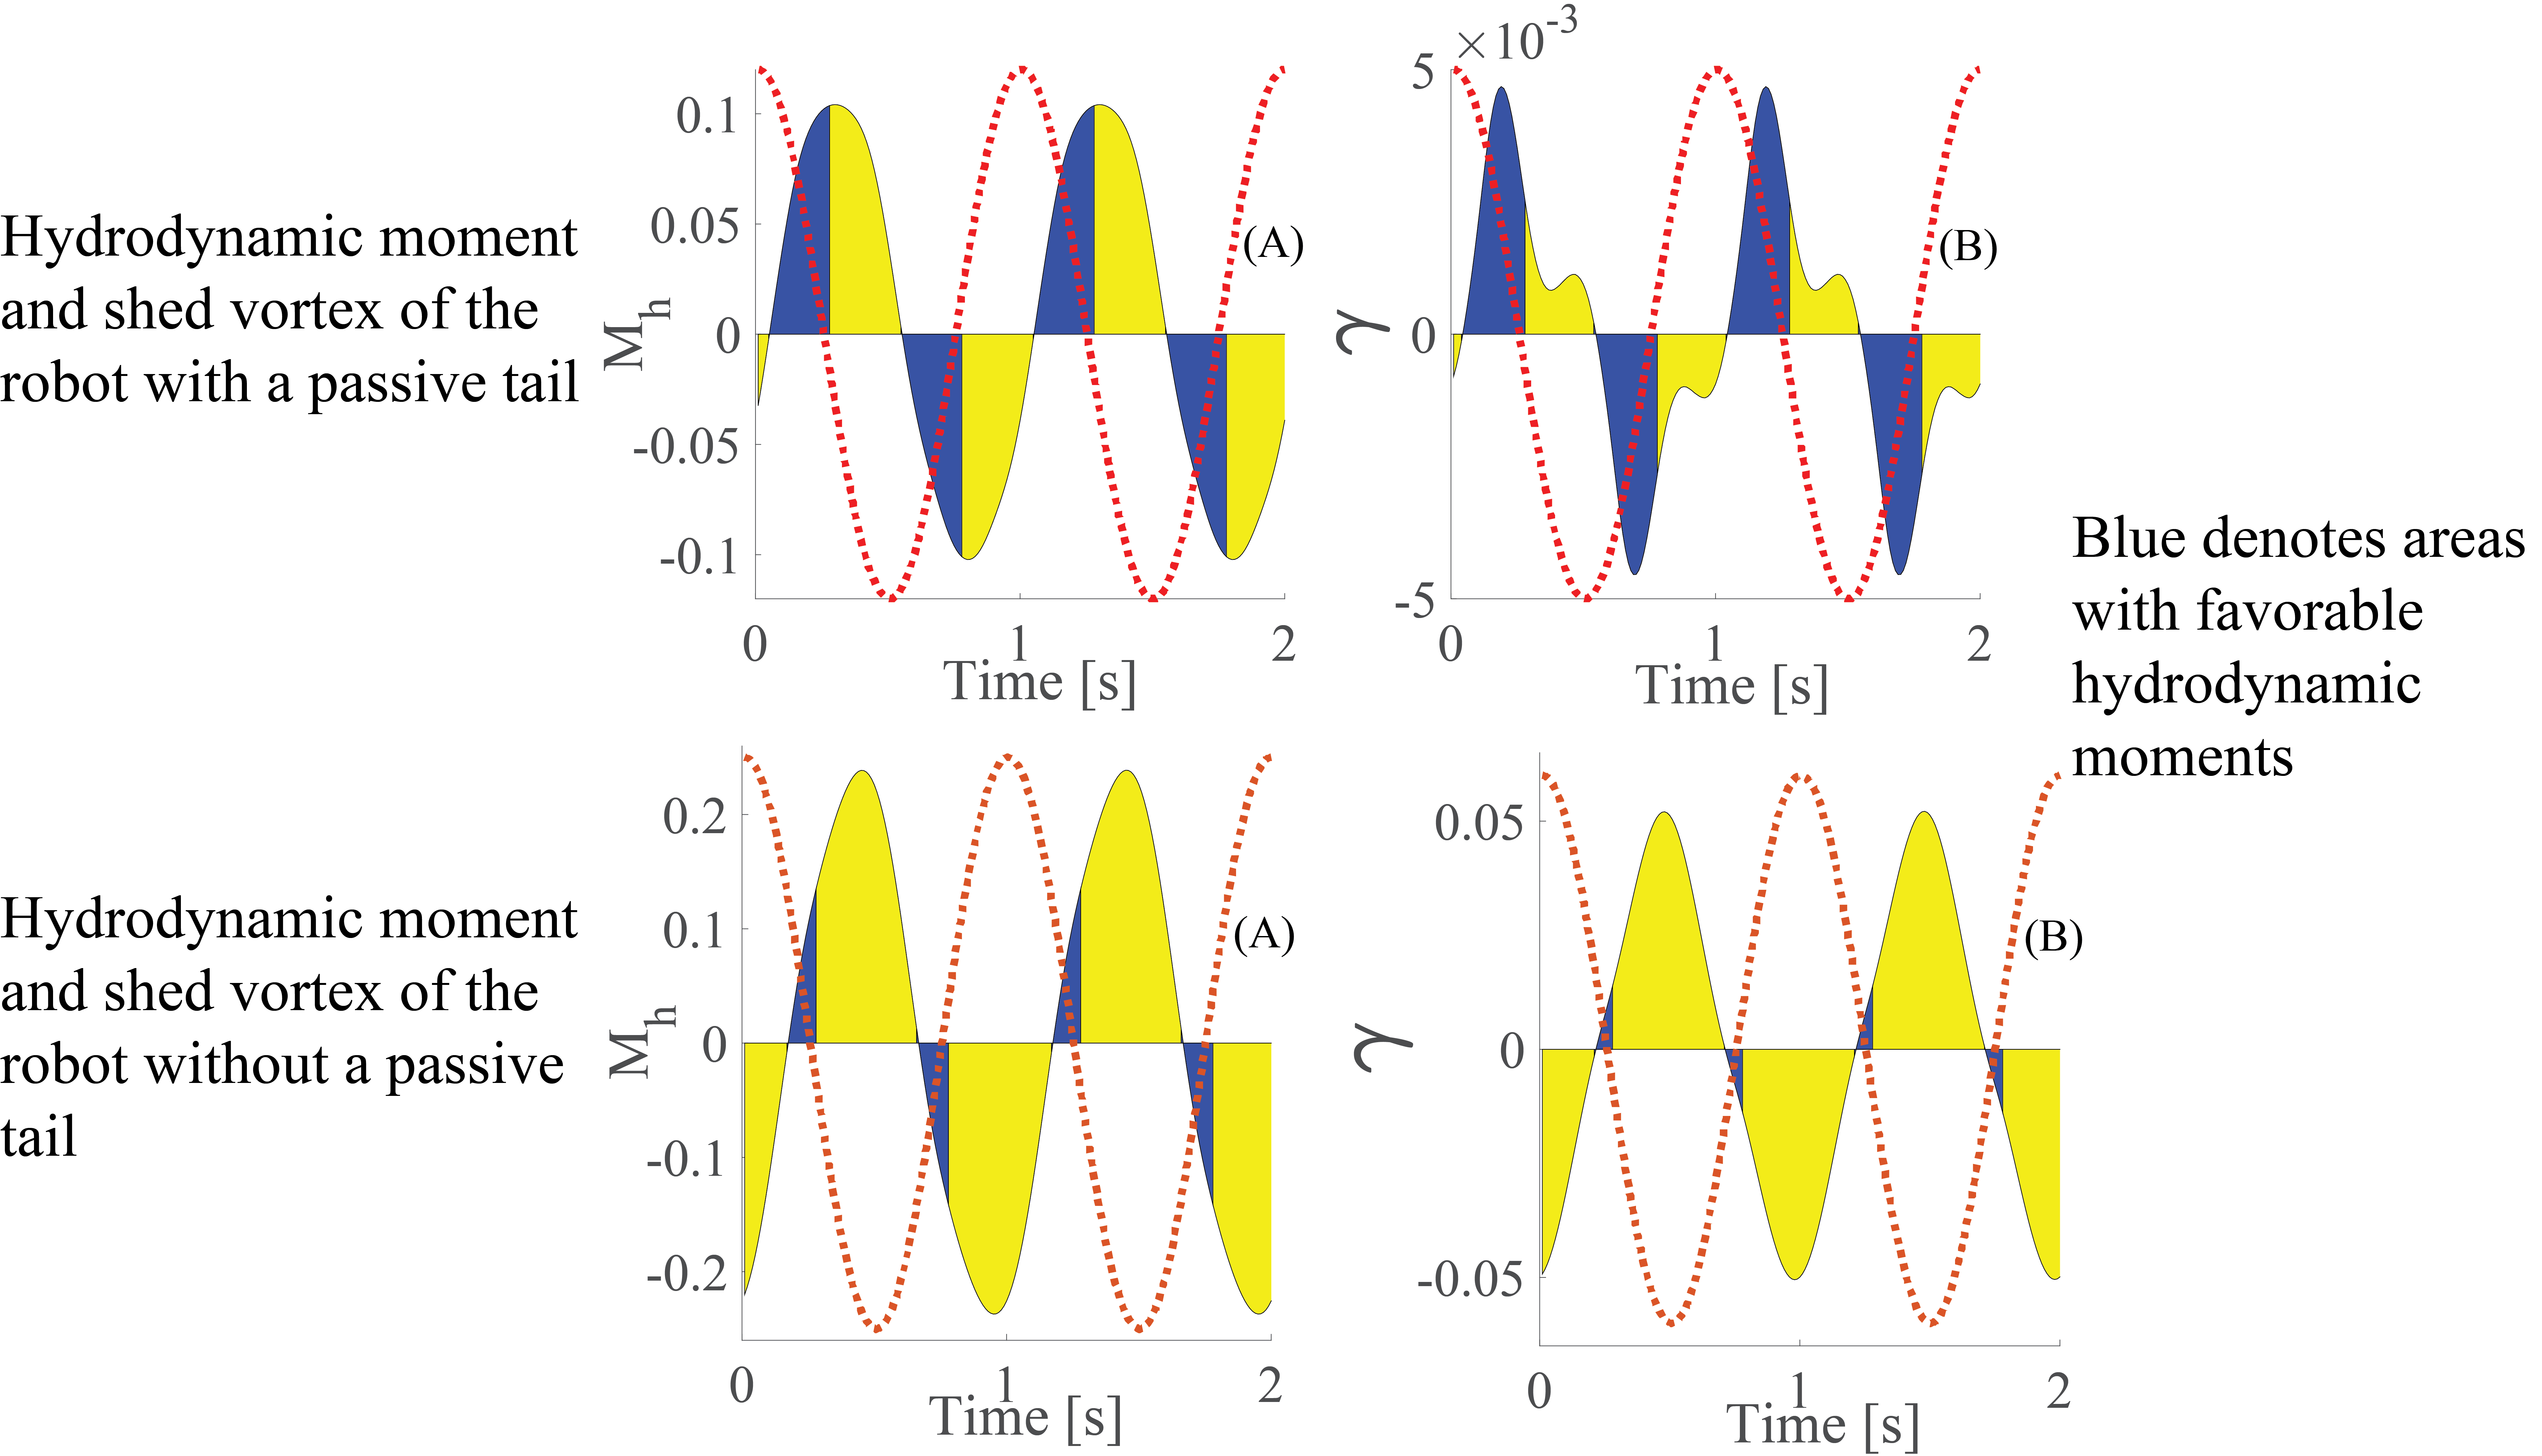 Hydrodynamic moment
and shed vortex of the
robot with a passive tail
0.1
0.05
0
-0.05
-0.1
M_h
0
1
2
Time [s]
(A)
5
×10^-3
0
-5
γ
0
1
2
Time [s]
(B)
Blue denotes areas
with favorable
hydrodynamic
moments
Hydrodynamic moment
and shed vortex of the
robot without a passive
tail
0.2
0.1
0
-0.1
-0.2
M_h
0
1
2
Time [s]
(A)
0.05
0
-0.05
γ
0
1
2
Time [s]
(B)